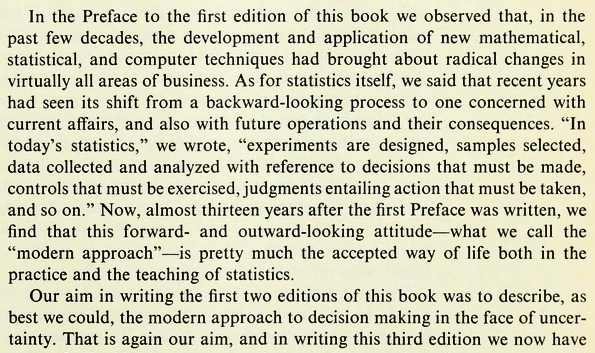 In the Preface to the first edition of this book we observed that, in the
past few decades, the development and application of new mathematical,
statistical, and computer techniques had brought about radical changes in
virtually all areas of business. As for statistics itself, we said that recent years
had seen its shift from a backward-looking process to one concerned with
current affairs, and also with future operations and their consequences. “In
today's statistics,” we wrote, “experiments are designed, samples selected,
data collected and analyzed with reference to decisions that must be made,
controls that must be exercised, judgments entailing action that must be taken,
and so on.” Now, almost thirteen years after the first Preface was written, we
find that this forward- and outward-looking attitude—what we call the
“modern approach”—is pretty much the accepted way of life both in the
practice and the teaching of statistics.
Our aim in writing the first two editions of this book was to describe, as
best we could, the modern approach to decision making in the face of uncer-
tainty. That is again our aim, and in writing this third edition we now have